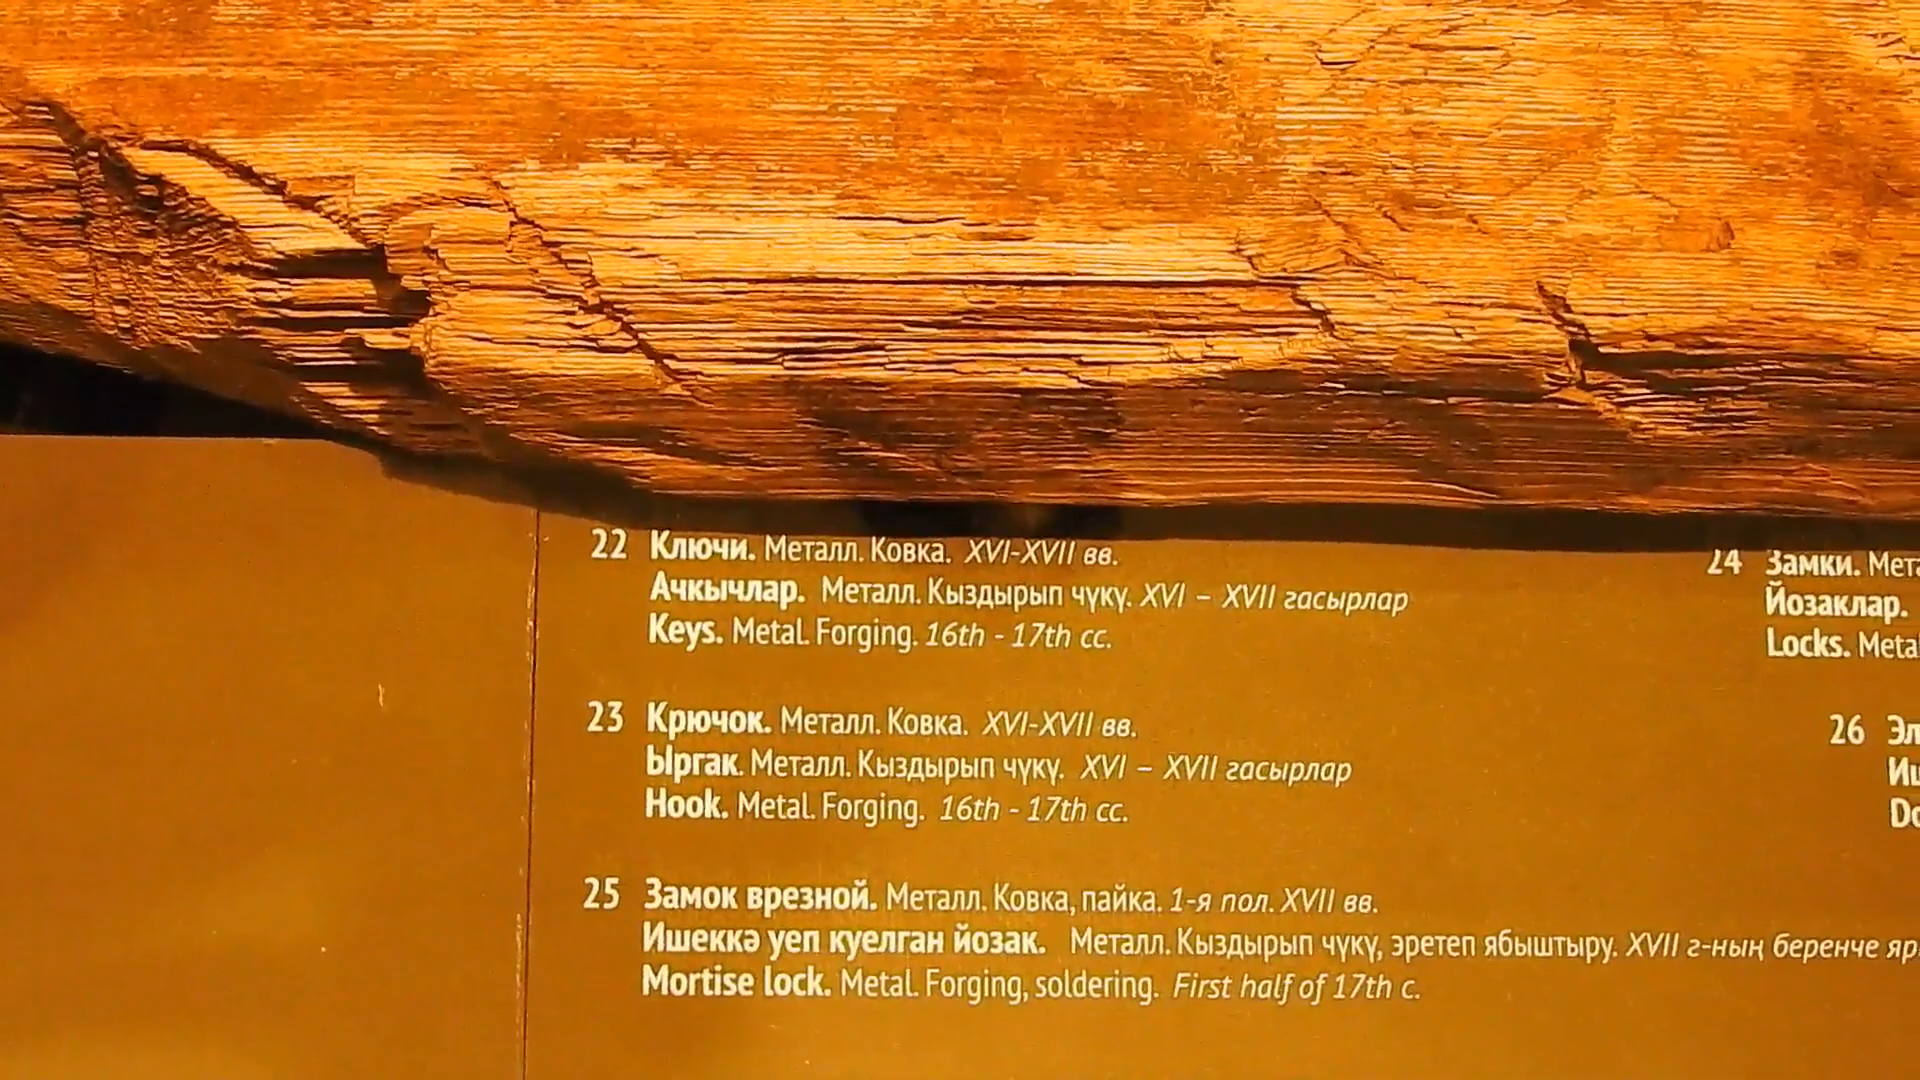 22 Ключи. Металл. Ковка. XVI-XVII вв.
Ачкычлар. Металл. Кыздырып чүкү. XVI – XVII гасырлар
Keys. Metal. Forging. 16th - 17th cc.
23 Крючок. Металл. Ковка. XVI-XVII вв.
Ыргак. Металл. Кыздырып чүкү. XVI – XVII гасырлар
Hook. Metal. Forging. 16th - 17th cc.
25 Замок врезной. Металл. Ковка, пайка. 1-я пол. XVII вв.
Ишеккә уеп куелган йозак. Металл. Кыздырып чүкү, эретеп ябыштыру. XVII г-ның беренче
Mortise lock. Metal. Forging, soldering. First half of 17th c.
24 Замки.
Йозаклар.
Locks.
26